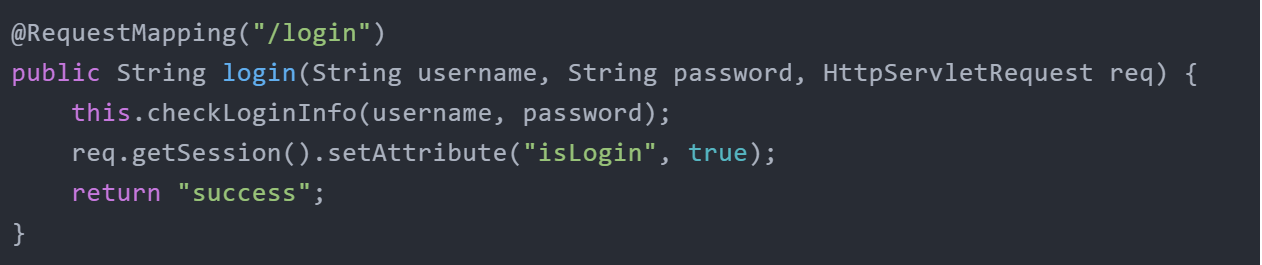 @RequestMapping("/login")
public String login(String username, String password, HttpServletRequest req) {
    this.checkLoginInfo(username, password);
    req.getSession().setAttribute("isLogin", true);
    return "success";
}